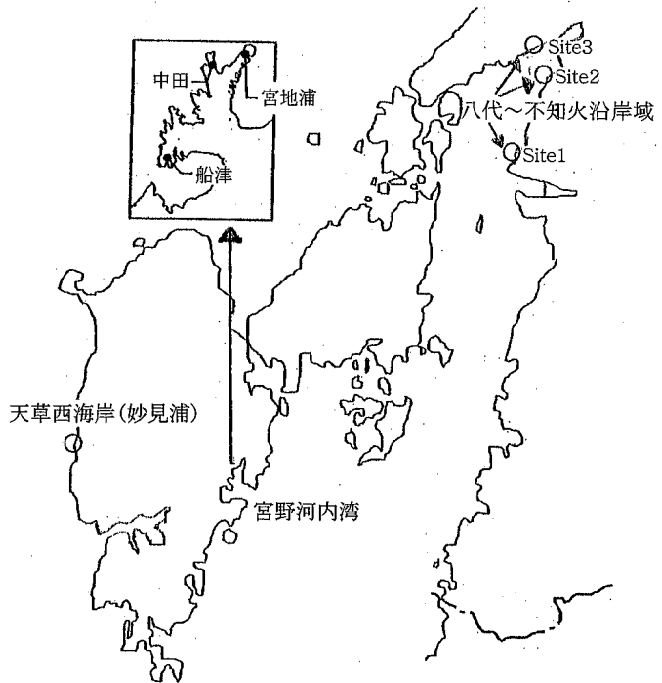 Site3
中田
Site2
宮地浦
八代～不知火沿岸域
Site1
船津
天草西海岸(妙見浦)
宮野河内湾